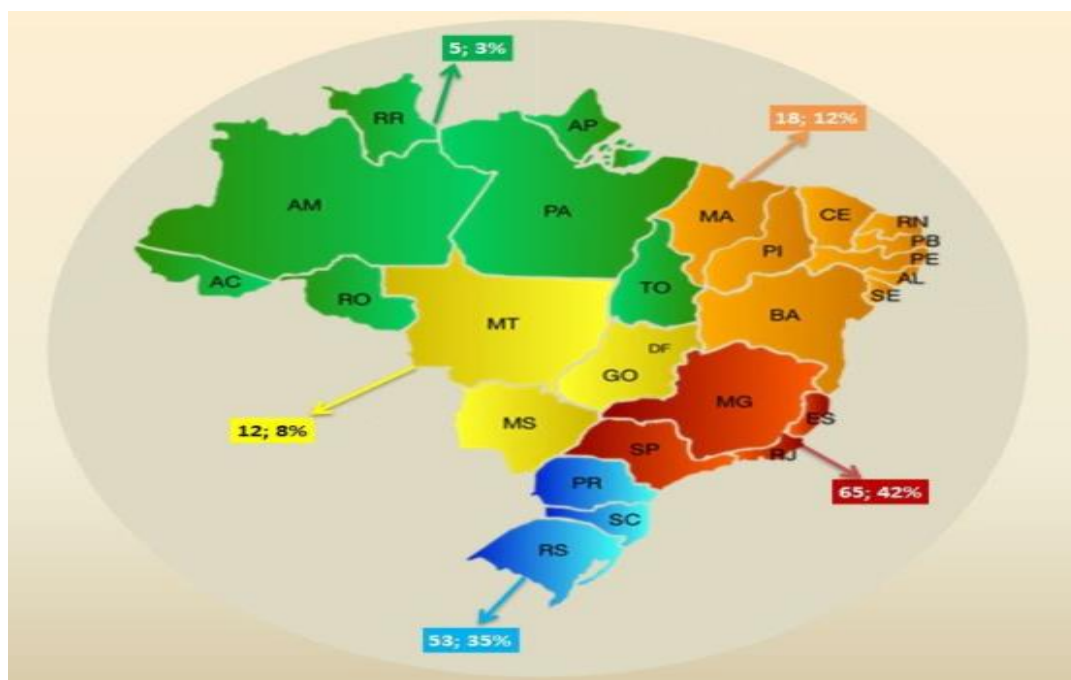 5; 3%
RR
AP
18; 12%
AM
PA
MA
CE
RN
PB
PI
PE
AC
RO
TO
AL
SE
MT
BA
DF
GO
MG
MS
ES
12; 8%
SP
RJ
PR
65; 42%
SC
RS
53; 35%